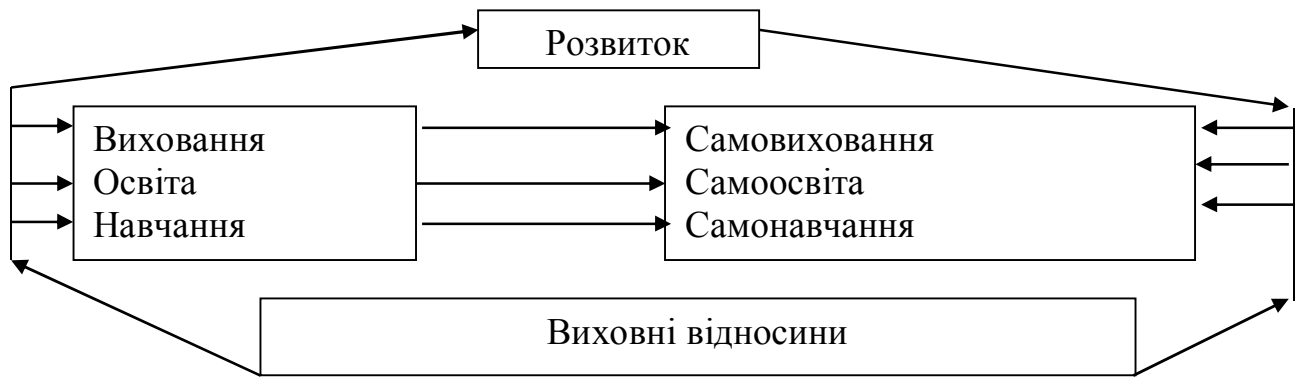 Розвиток
Виховання
Освіта
Навчання
Самовиховання
Самоосвіта
Самонавчання
Виховні відносини